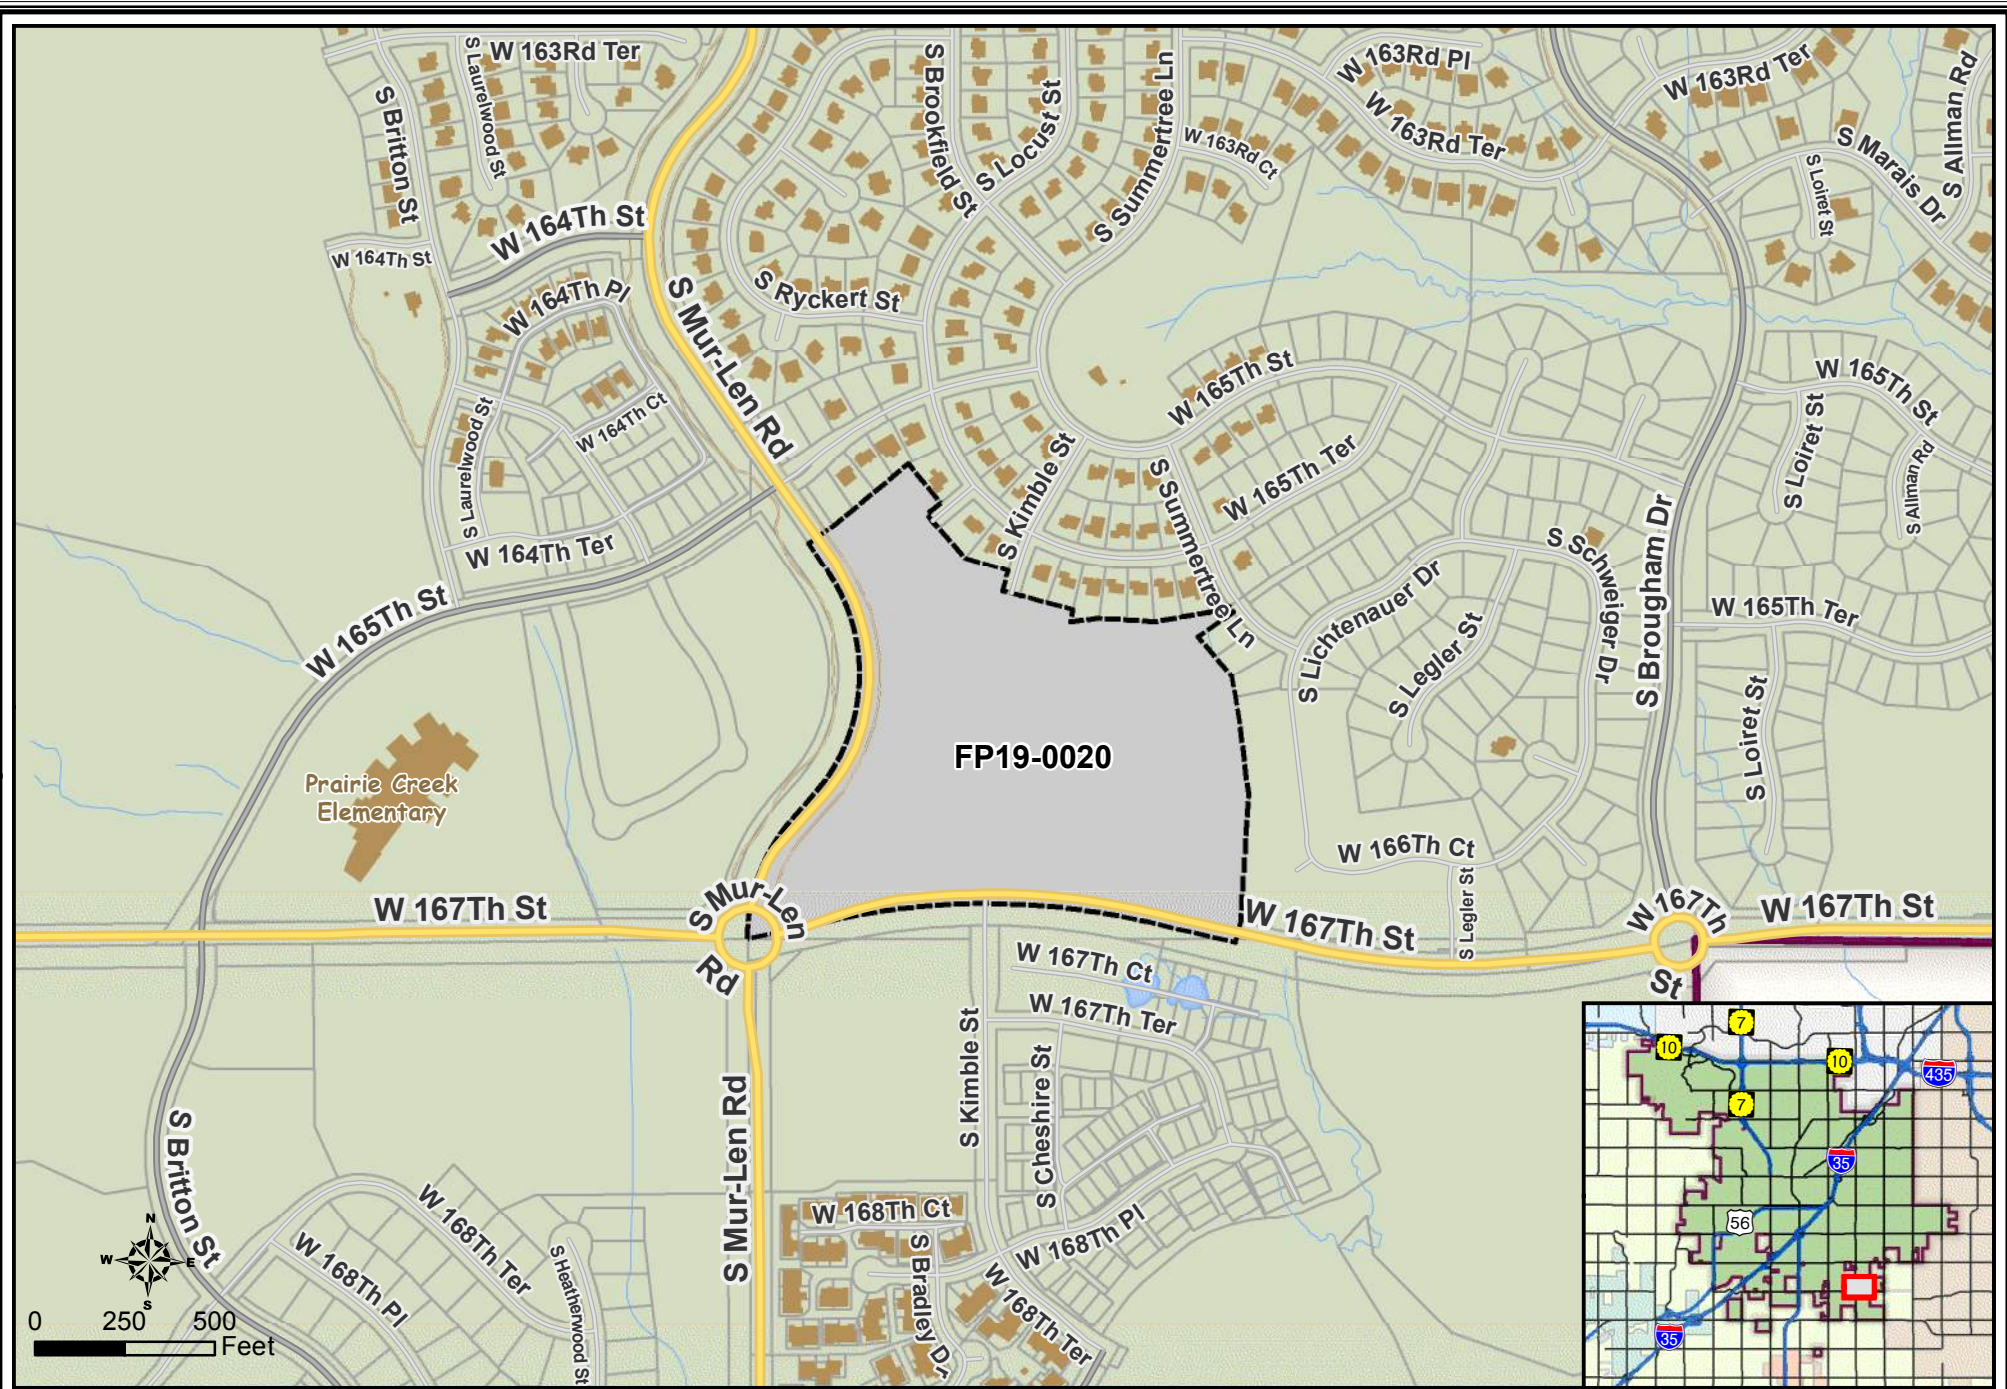 W 163Rd Ter
S Laurelwood St
S Britton St
W 164Th St
W 164Th St
W 164Th Pl
S Mur-Len Rd
S Ryckert St
S Brookfield St
S Locust St
S Summertree Ln
W 163Rd Ct
W 163Rd Pl
W 163Rd Ter
W 163Rd Ter
S Allman Rd
S Marais Dr
S Loiret St
W 164Th Ct
S Laurelwood St
W 164Th Ter
W 165Th St
W 165Th St
W 165Th Ter
S Kimble St
S Summertree Ln
S Lichtenauer Dr
S Legler St
S Schweiger Dr
S Brougham Dr
W 165Th St
S Loiret St
S Allman Rd
W 165Th Ter
S Loiret St
FP19-0020
Prairie Creek
Elementary
W 166Th Ct
S Legler St
W 167Th St
S Mur-Len
Rd
W 167Th St
W 167Th
St
W 167Th St
W 167Th Ct
W 167Th Ter
S Kimble St
S Cheshire St
S Mur-Len Rd
S Britton St
W 168Th Ter
W 168Th Pl
S Heatherwood St
W 168Th Ct
S Bradley Dr
W 168Th Pl
W 168Th Ter
N
W
E
S
0 250 500
Feet
7
10
10
435
7
35
56
35